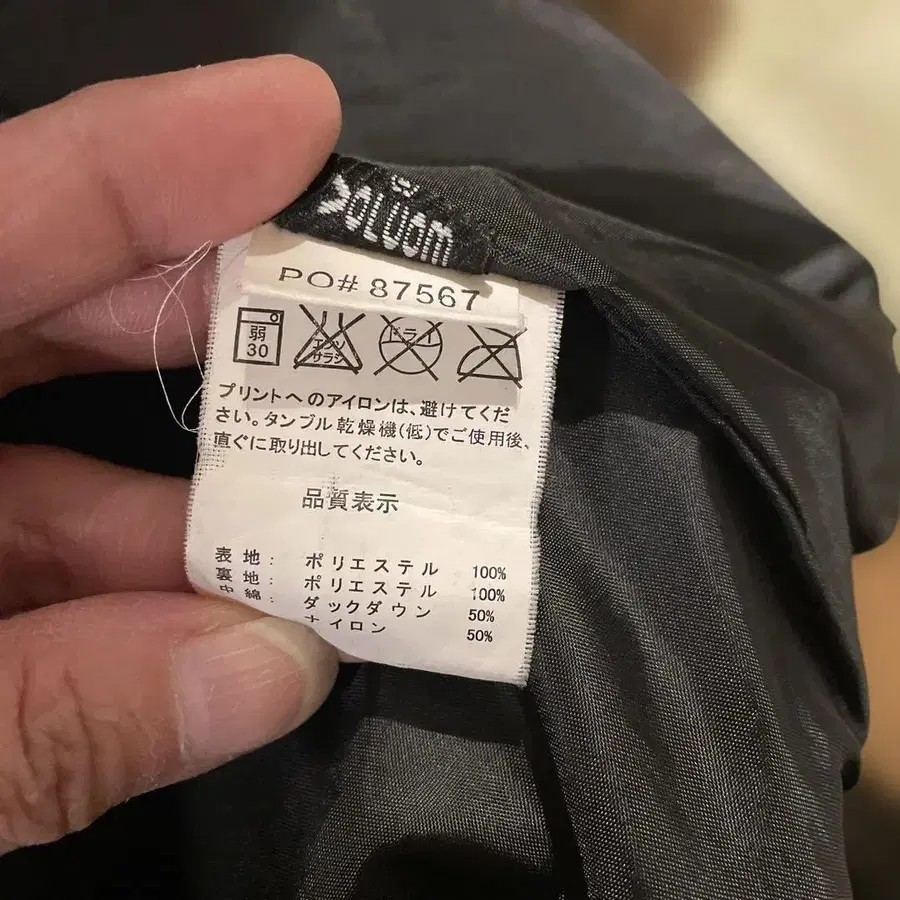 PO# 87567
弱
30
エンソ
サラシ
ドライ
プリントへのアイロンは、避けてくだ
さい。タンブル乾燥機(低)でご使用後、
直ぐに取り出してください。
品質表示
表地: ポリエステル 100%
裏地: ポリエステル 100%
中綿: ダックダウン 50%
ナイロン 50%